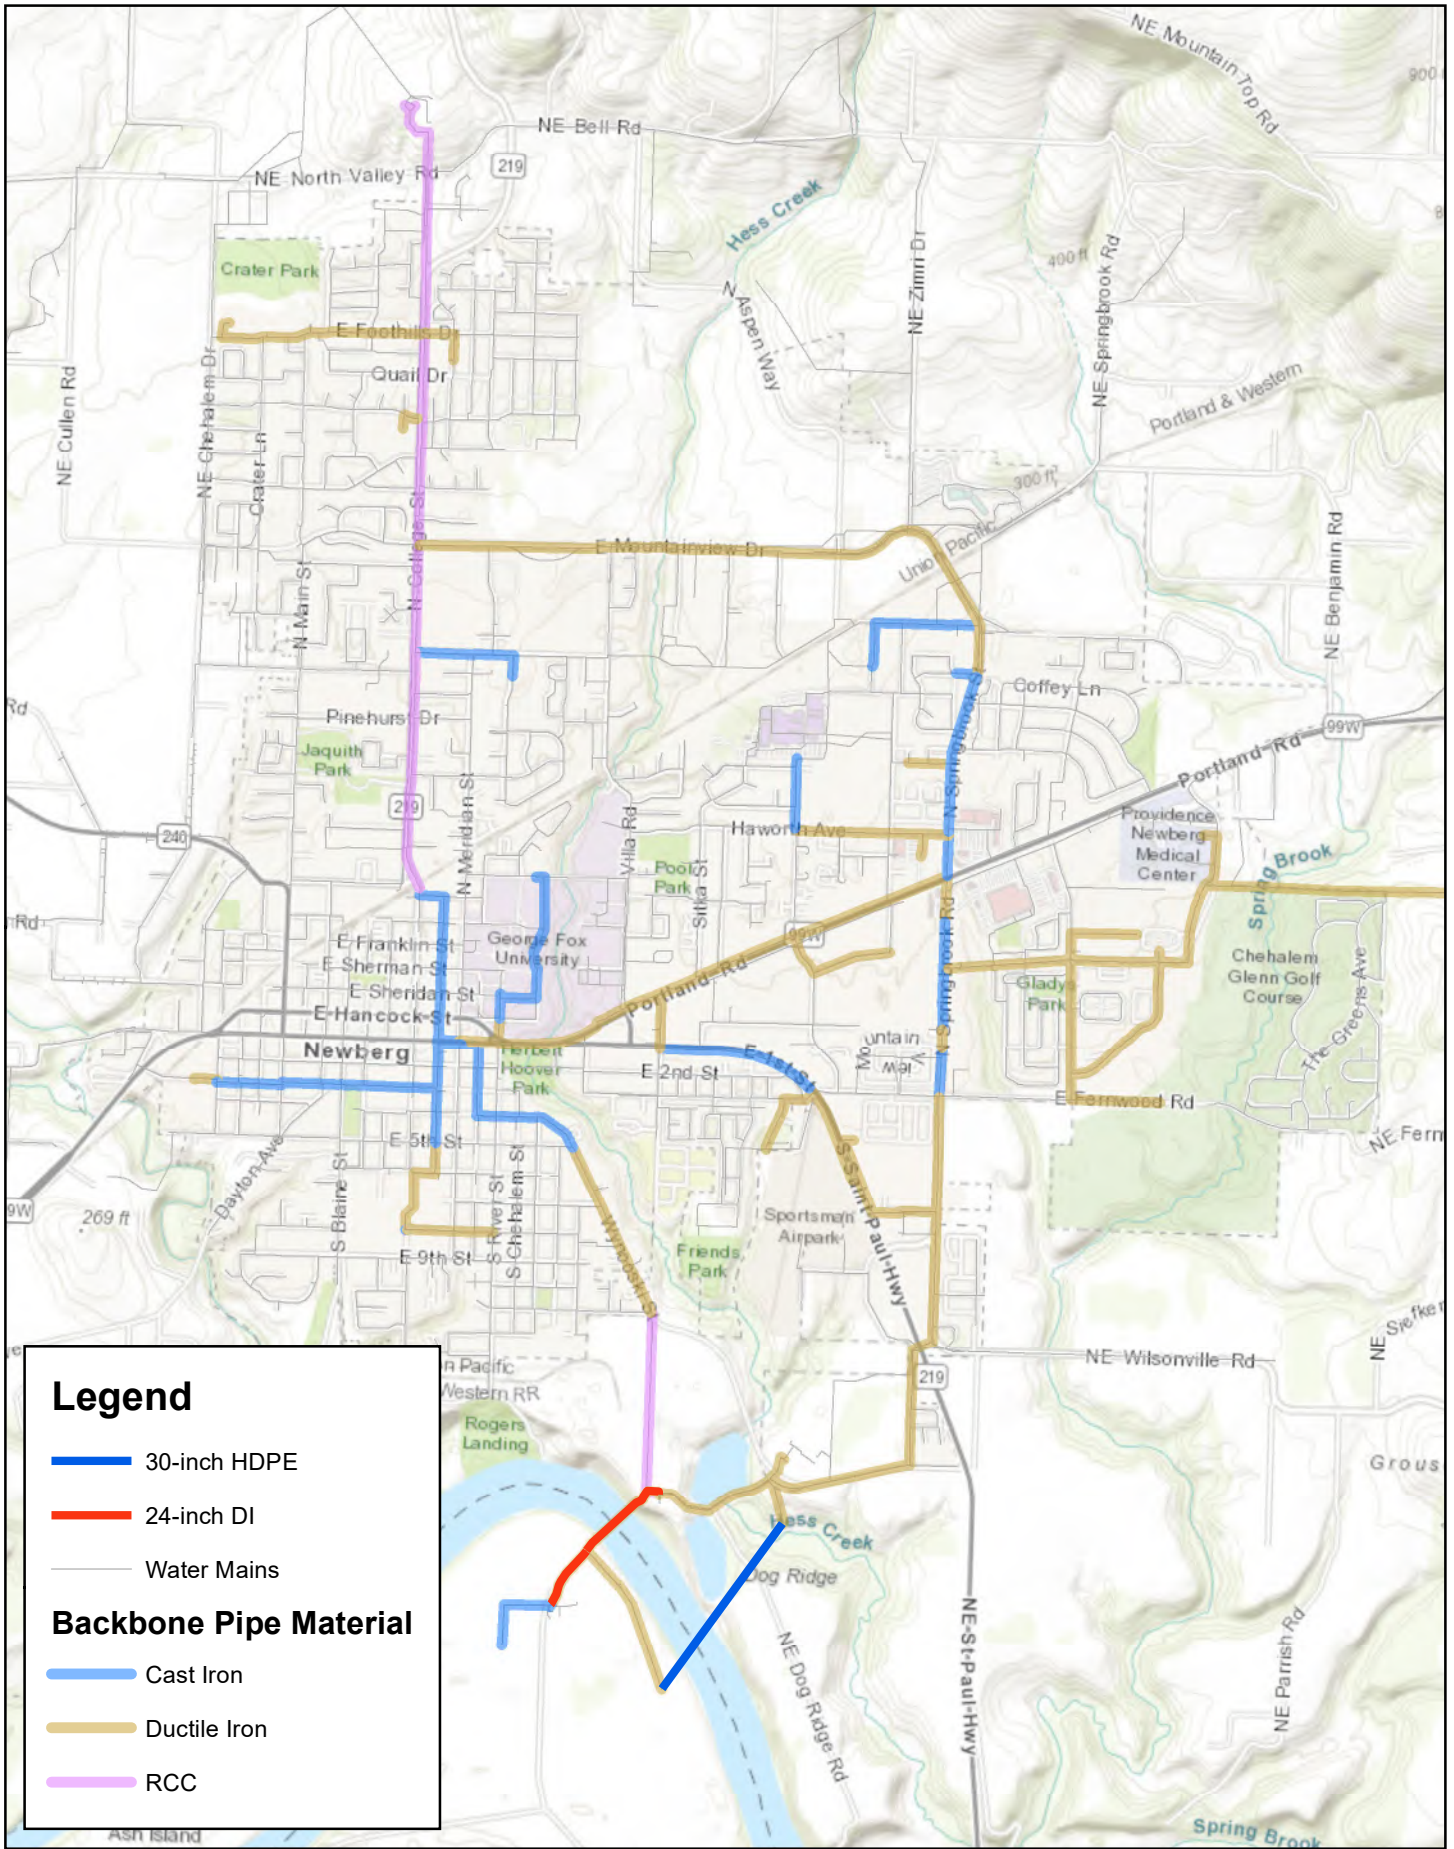 NE Mountain Top Rd
900
NE Bell Rd
219
NE North Valley Rd
Hess Creek
Crater Park
NE Zimri Dr
400 ft
NE Springbrook Rd
N Aspen Way
E Foothills Dr
Quail Dr
NE Cullen Rd
NE Chehalem Dr
Crater Ln
Portland & Western
300 ft
N College St
E Mountainview Dr
Union Pacific
NE Benjamin Rd
N Main St
Coffey Ln
Rd
Pinehurst Dr
99W
Jaquith
Park
N Springbrook St
Portland-Rd
219
N Meridian St
240
Villa Rd
Haworth Ave
Providence
Newberg
Medical
Center
Spring Brook
Pool
Park
Sitka St
Rd
E Franklin St
George Fox
University
99W
E Sherman St
E Sheridan St
N Springbrook Rd
Chehalem
Glenn Golf
Course
Gladys
Park
The Greens Ave
E-Hancock-St
Portland-Rd
Newberg
Herbert
Hoover
Park
E 2nd St
E-1st-St
Mountain
View
E Fernwood Rd
NE Fern
E 5th St
Dayton-Ave
S Blaine St
S River St
S Chehalem St
9W
269 ft
S-Saint-Paul-Hwy
Sportsman
Airpark
Wynooski-St
E 9th St
Friends
Park
NE Siefker
NE Wilsonville Rd
219
n Pacific
Western RR
Rogers
Landing
Grous
Hess Creek
Dog Ridge
NE Dog Ridge Rd
NE-St-Paul-Hwy
NE Parrish Rd
Spring Brook
Ash Island
Legend
30-inch HDPE
24-inch DI
Water Mains
Backbone Pipe Material
Cast Iron
Ductile Iron
RCC